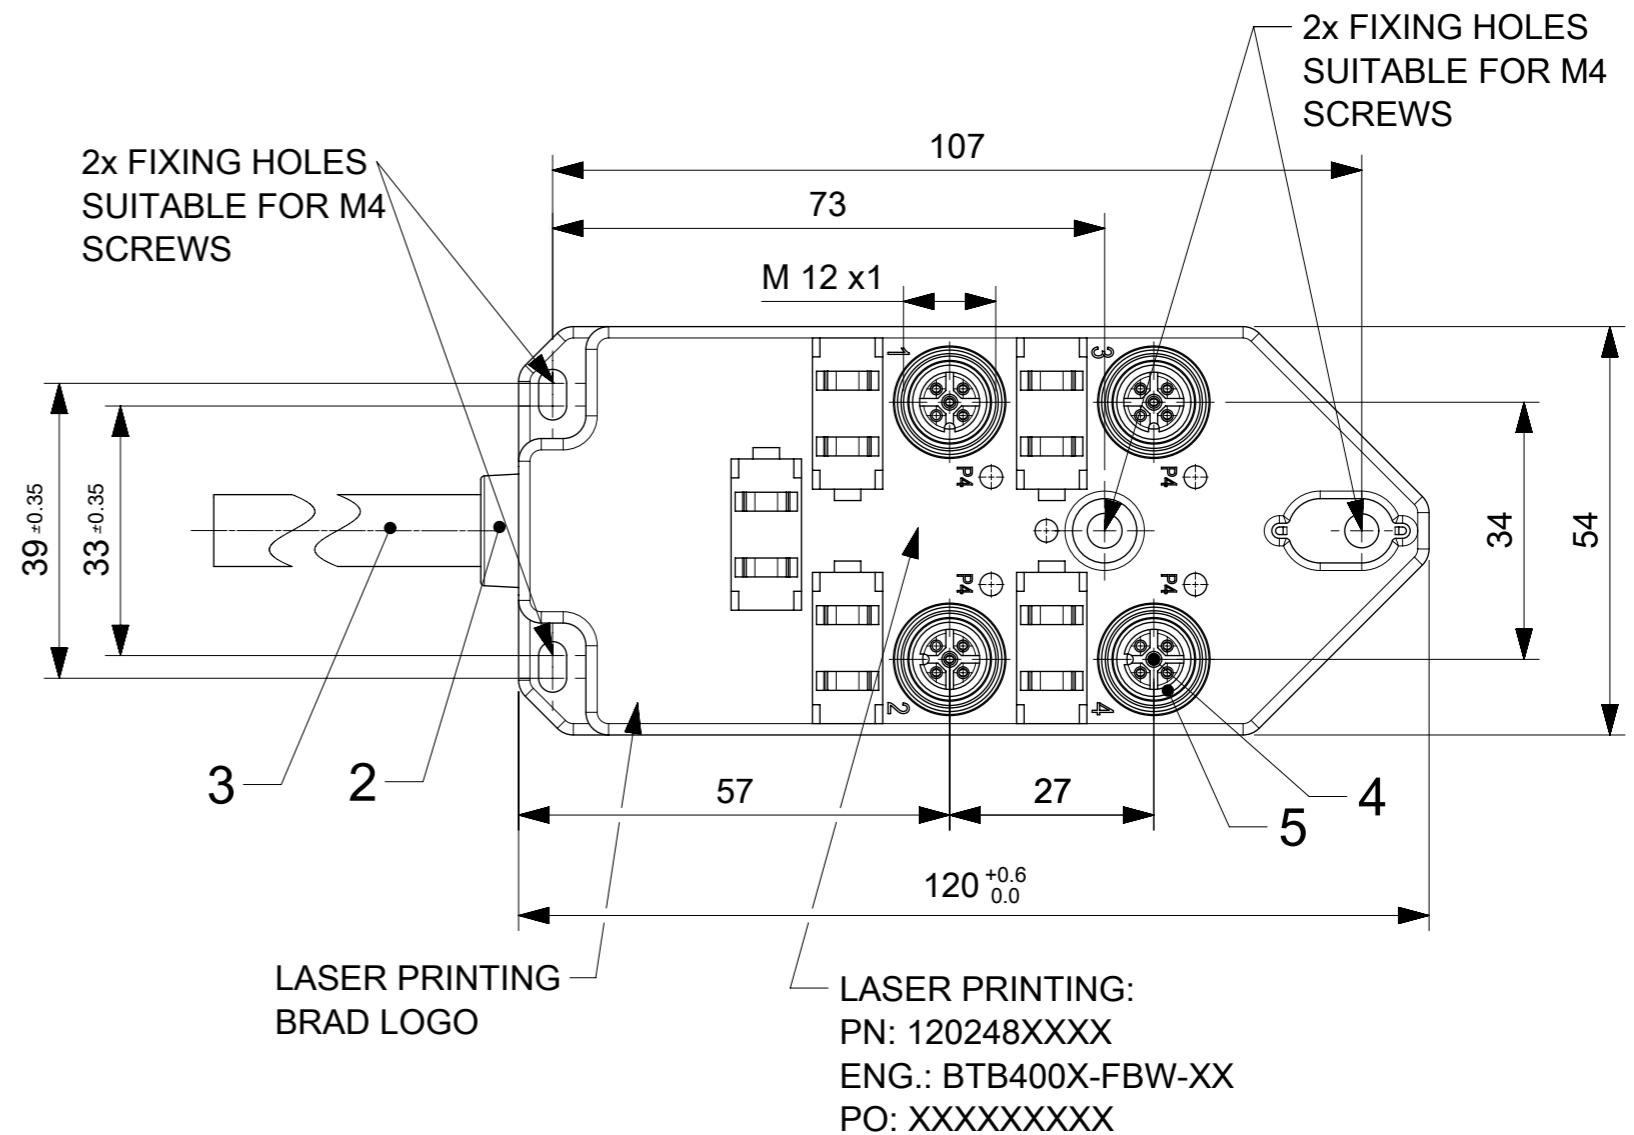 2x FIXING HOLES
SUITABLE FOR M4
SCREWS
2x FIXING HOLES
SUITABLE FOR M4
SCREWS
107
73
M 12 x1
1
3
P4
P4
39 ±0.35
33 ±0.35
34
54
P4
P4
2
4
3
2
57
27
4
5
120 +0.6
0.0
LASER PRINTING
BRAD LOGO
LASER PRINTING:
PN: 120248XXXX
ENG.: BTB400X-FBW-XX
PO: XXXXXXXXX